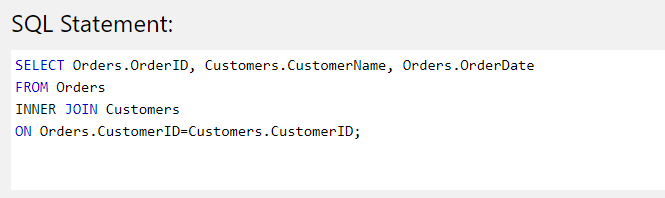 SQL Statement:
SELECT Orders.OrderID, Customers.CustomerName, Orders.OrderDate
FROM Orders
INNER JOIN Customers
ON Orders.CustomerID=Customers.CustomerID;